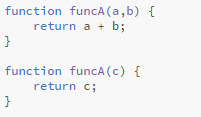 function funcA(a,b) {
    return a + b;
}

function funcA(c) {
    return c;
}